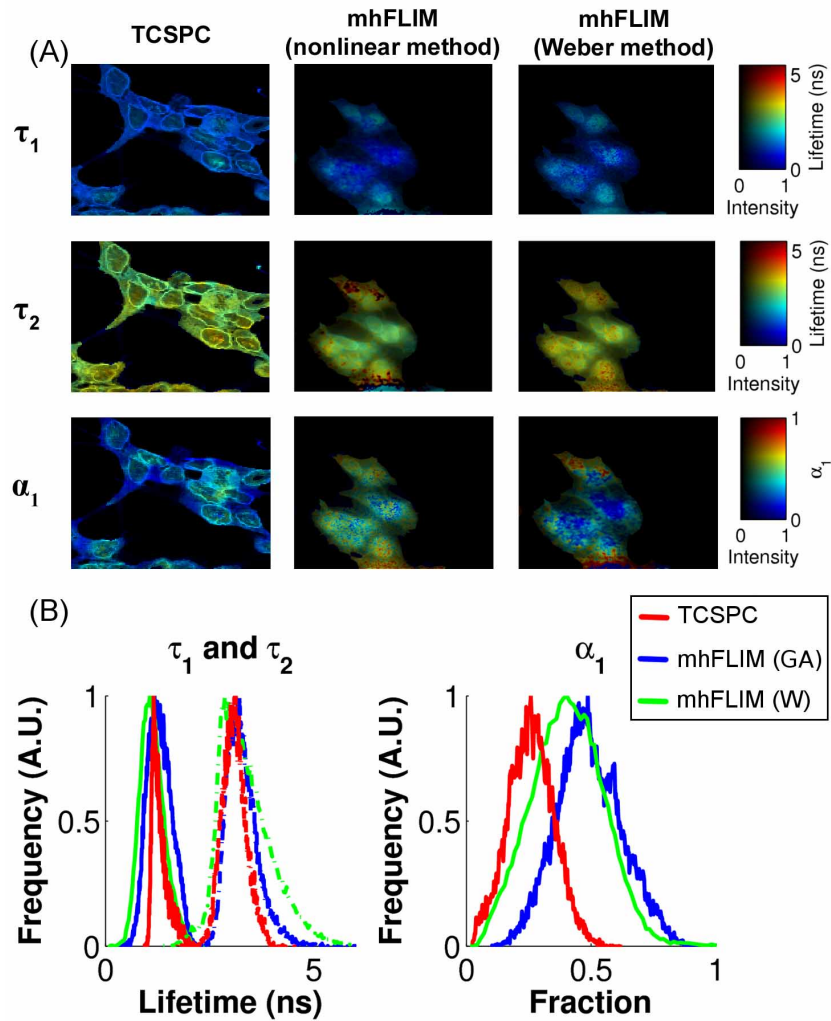 (A)
TCSPC
mhFLIM
(nonlinear method)
mhFLIM
(Weber method)
τ1
5
0
Lifetime (ns)
0 1
Intensity
τ2
5
0
Lifetime (ns)
0 1
Intensity
α1
1
0
α1
0 1
Intensity
(B)
TCSPC
mhFLIM (GA)
mhFLIM (W)
τ1 and τ2
Frequency (A.U.)
1
0.5
0
0 5
Lifetime (ns)
α1
Frequency (A.U.)
1
0.5
0
0 0.5 1
Fraction